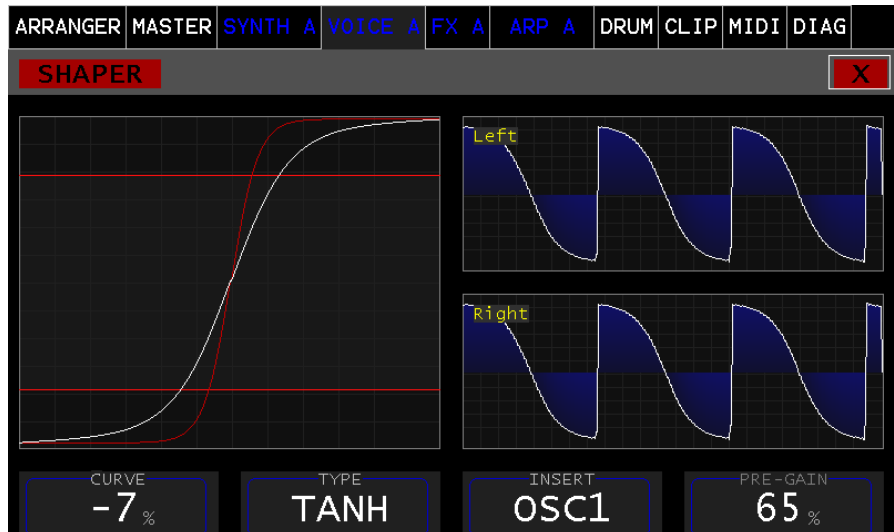 ARRANGER MASTER SYNTH A VOICE A FX A ARP A DRUM CLIP MIDI DIAG
SHAPER X
Left
Right
CURVE TYPE INSERT PRE-GAIN
-7 % TANH OSC1 65 %